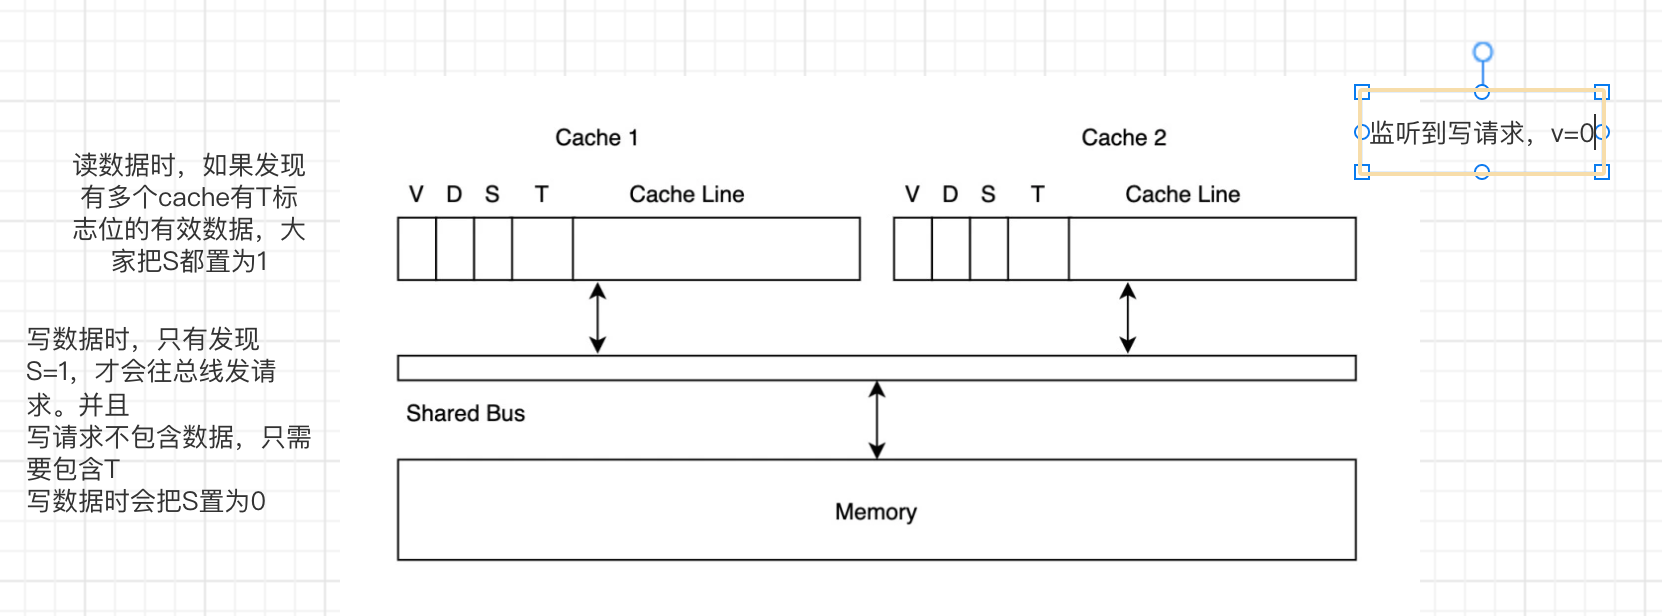 监听到写请求，v=0
Cache 1
Cache 2
读数据时，如果发现
有多个cache有T标
志位的有效数据，大
家把S都置为1
V D S T Cache Line
V D S T Cache Line
写数据时，只有发现
S=1，才会往总线发请
求。并且
写请求不包含数据，只需
要包含T
写数据时会把S置为0
Shared Bus
Memory